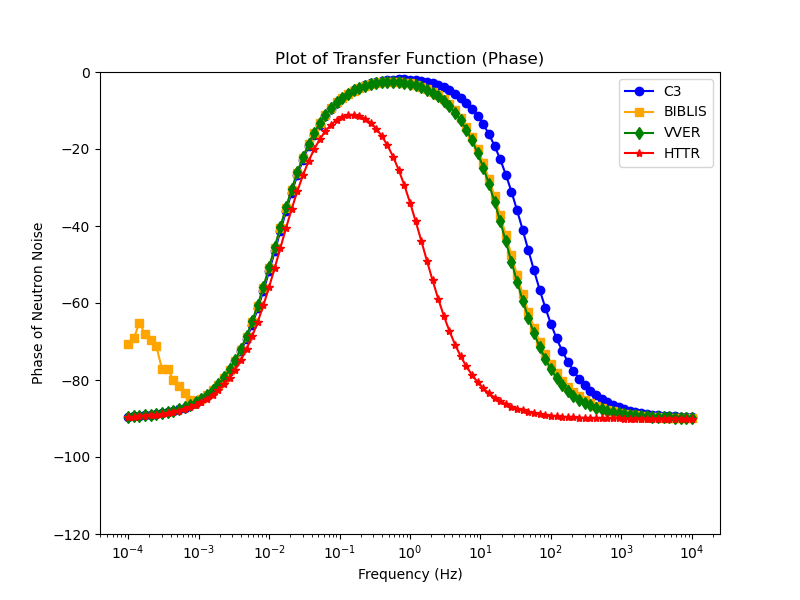 Plot of Transfer Function (Phase)
C3
BIBLIS
VVER
HTTR
Phase of Neutron Noise
0
−20
−40
−60
−80
−100
−120
10⁻⁴ 10⁻³ 10⁻² 10⁻¹ 10⁰ 10¹ 10² 10³ 10⁴
Frequency (Hz)